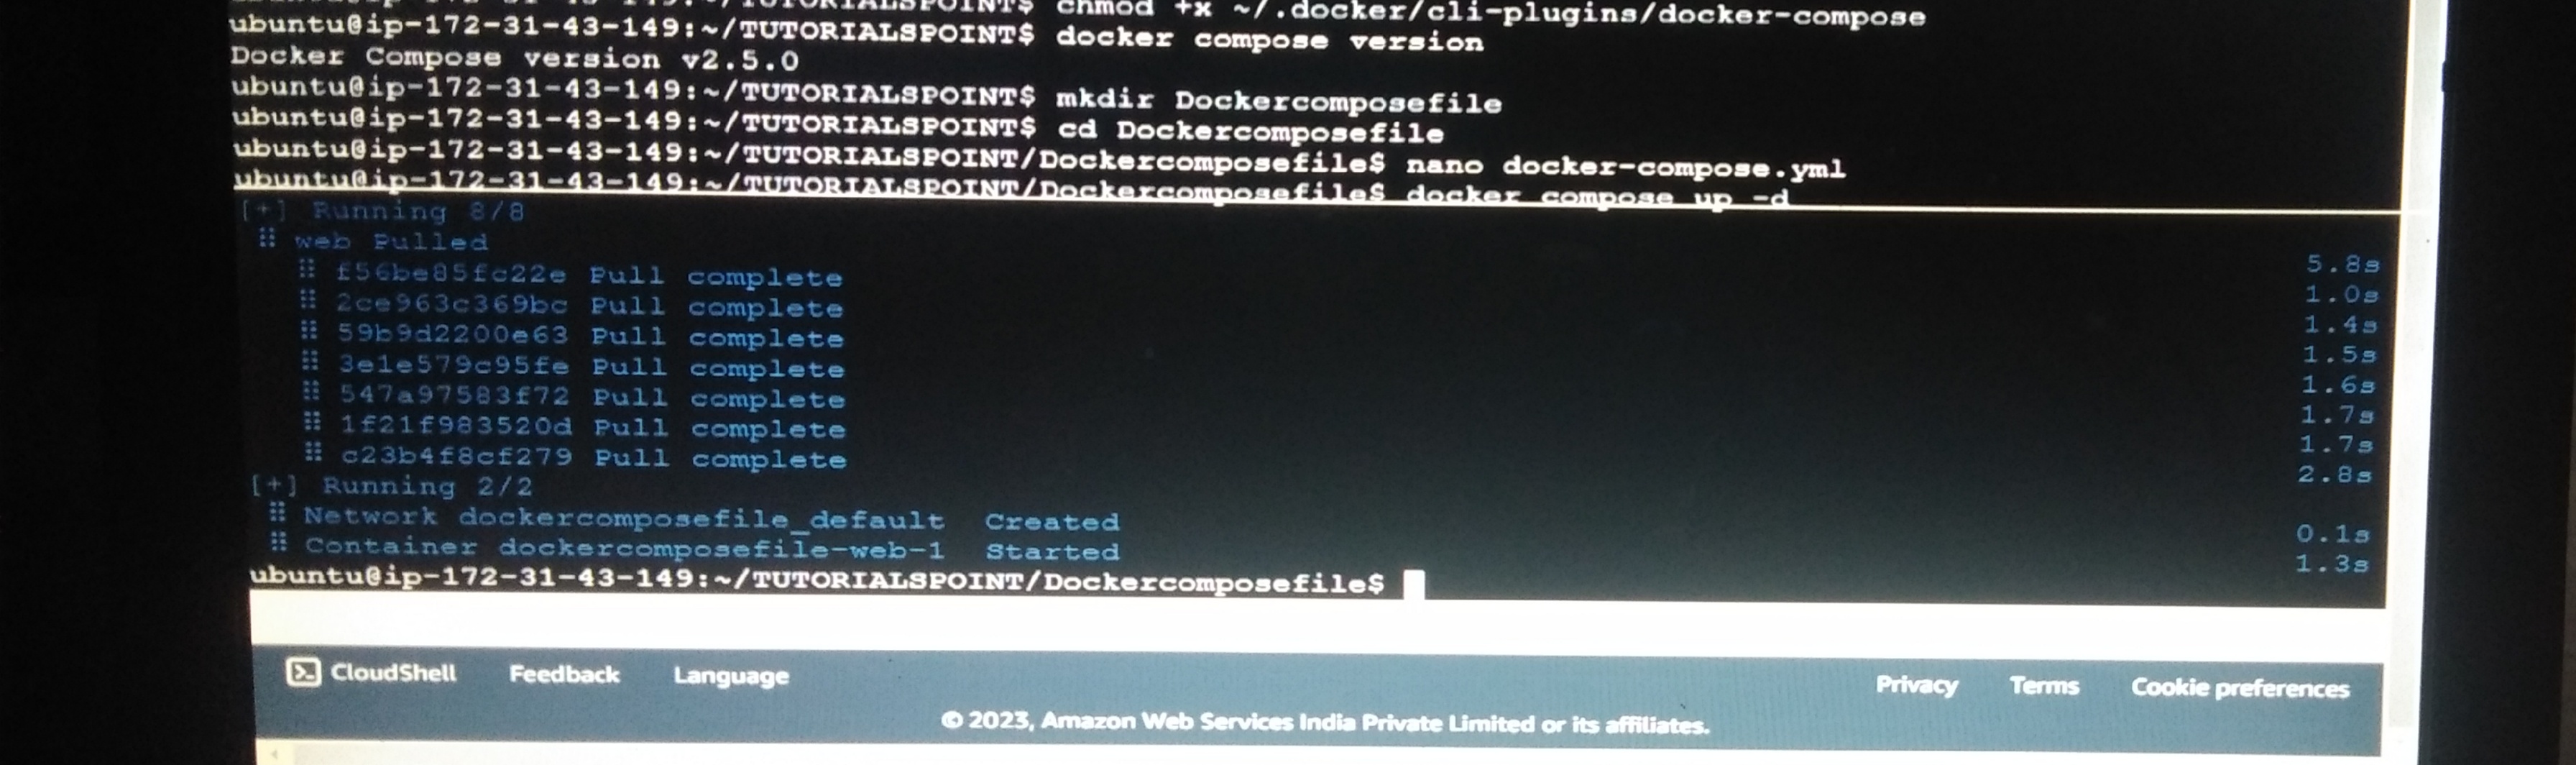 TUTORIALSPOINT$ chmod +x ~/.docker/cli-plugins/docker-compose
ubuntu@ip-172-31-43-149:~/TUTORIALSPOINT$ docker compose version
Docker Compose version v2.5.0
ubuntu@ip-172-31-43-149:~/TUTORIALSPOINT$ mkdir Dockercomposefile
ubuntu@ip-172-31-43-149:~/TUTORIALSPOINT$ cd Dockercomposefile
ubuntu@ip-172-31-43-149:~/TUTORIALSPOINT/Dockercomposefile$ nano docker-compose.yml
ubuntu@ip-172-31-43-149:~/TUTORIALSPOINT/Dockercomposefile$ docker compose up -d
[+] Running 8/8
⠿ web Pulled 5.8s
⠿ f56be85fc22e Pull complete 1.0s
⠿ 2ce963c369bc Pull complete 1.4s
⠿ 59b9d2200e63 Pull complete 1.5s
⠿ 3e1e579c95fe Pull complete 1.6s
⠿ 547a97583f72 Pull complete 1.7s
⠿ 1f21f983520d Pull complete 1.7s
⠿ c23b4f8cf279 Pull complete 2.8s
[+] Running 2/2
⠿ Network dockercomposefile_default Created 0.1s
⠿ Container dockercomposefile-web-1 Started 1.3s
ubuntu@ip-172-31-43-149:~/TUTORIALSPOINT/Dockercomposefile$
CloudShell Feedback Language Privacy Terms Cookie preferences
© 2023, Amazon Web Services India Private Limited or its affiliates.